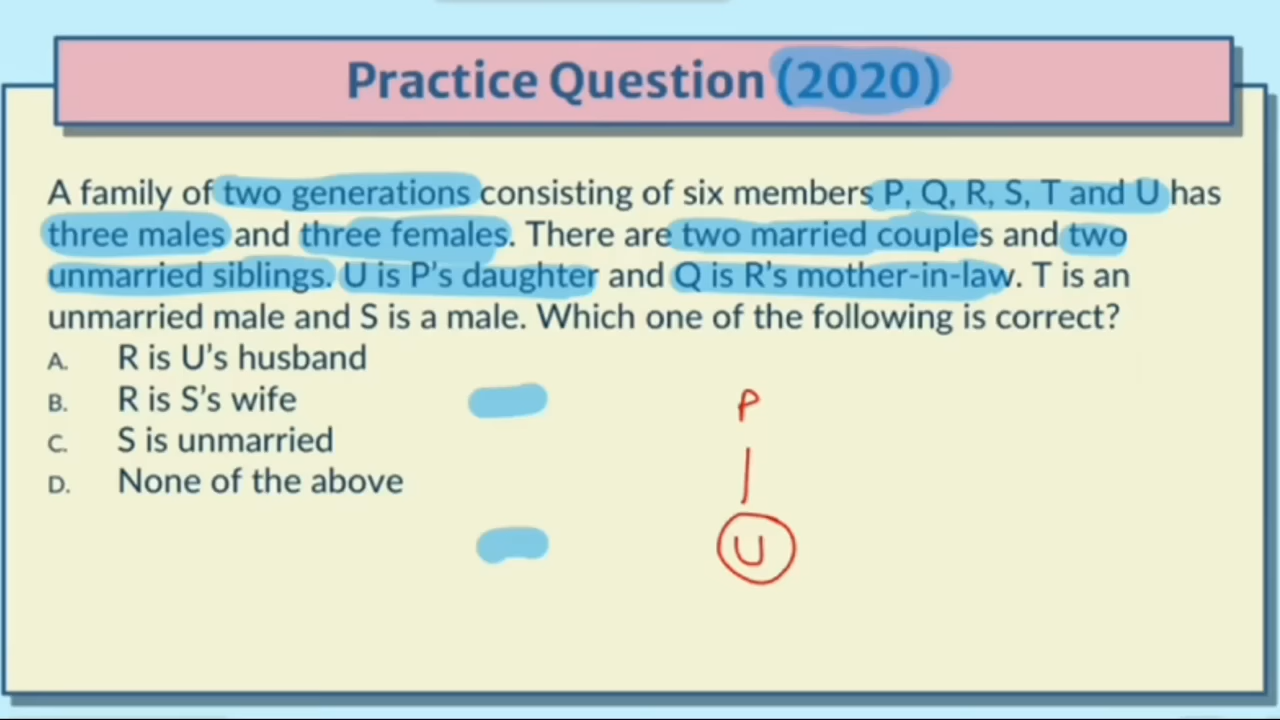 Practice Question (2020)
A family of two generations consisting of six members P, Q, R, S, T and U has
three males and three females. There are two married couples and two
unmarried siblings. U is P's daughter and Q is R's mother-in-law. T is an
unmarried male and S is a male. Which one of the following is correct?
A. R is U's husband
B. R is S's wife
C. S is unmarried
D. None of the above
P
U